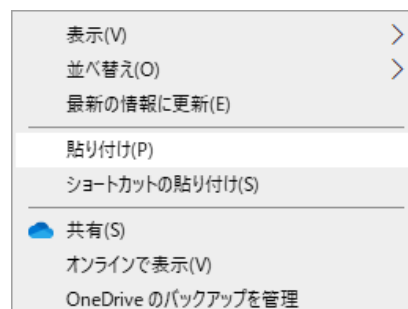 表示(V)
並べ替え(O)
最新の情報に更新(E)
貼り付け(P)
ショートカットの貼り付け(S)
共有(S)
オンラインで表示(V)
OneDrive のバックアップを管理